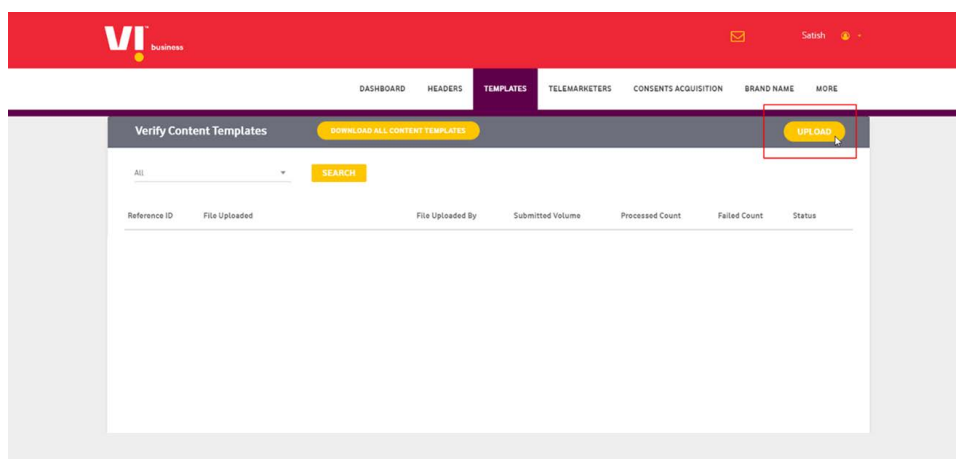 VI
business
Satish
DASHBOARD HEADERS TEMPLATES TELEMARKETERS CONSENTS ACQUISITION BRAND NAME MORE
Verify Content Templates DOWNLOAD ALL CONTENT TEMPLATES UPLOAD
All SEARCH
Reference ID File Uploaded File Uploaded By Submitted Volume Processed Count Failed Count Status